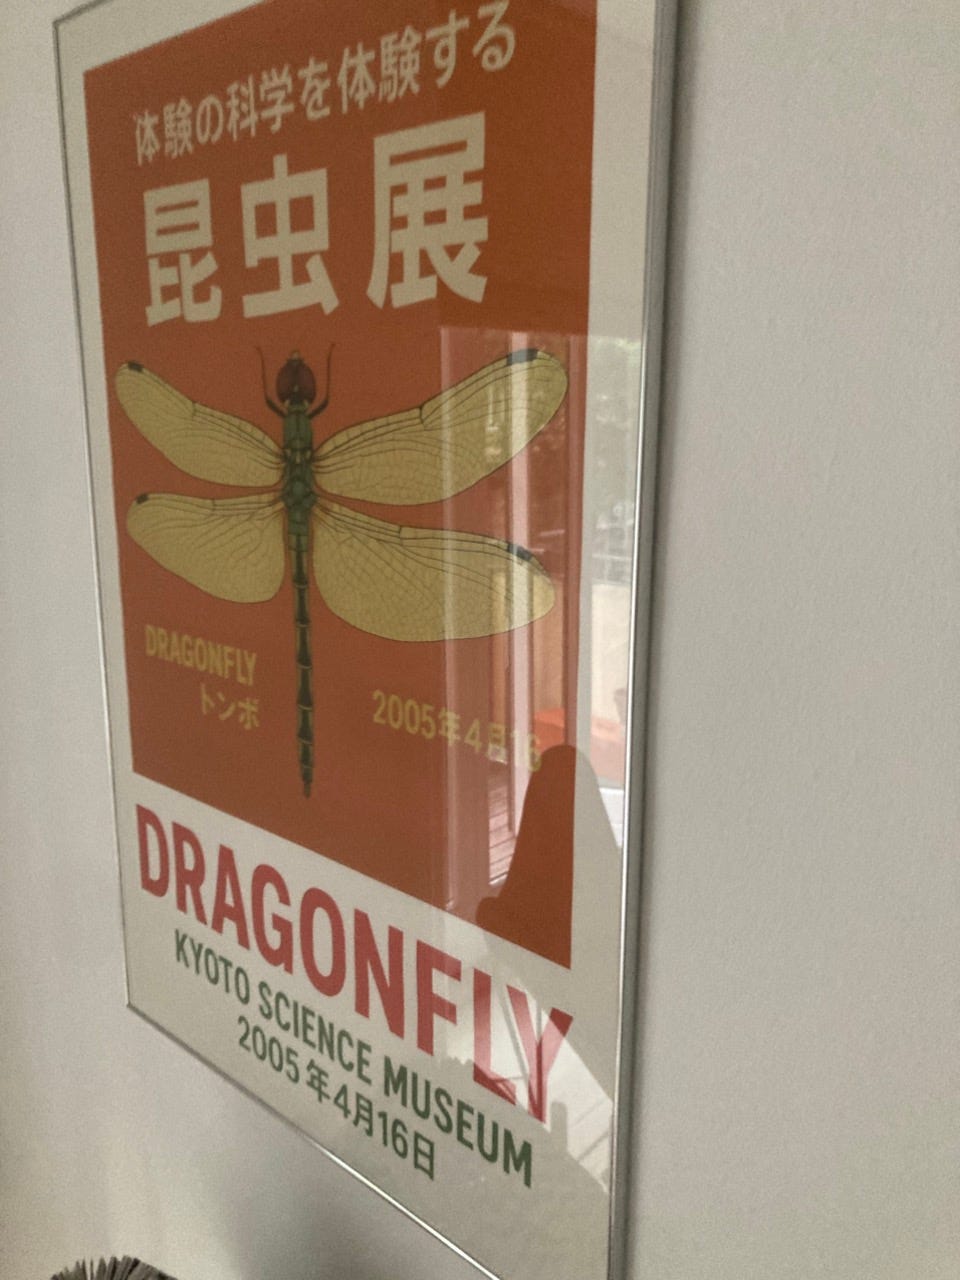 体験の科学を体験する
昆虫展
DRAGONFLY
トンボ
2005年4月16
DRAGONFLY
KYOTO SCIENCE MUSEUM
2005年4月16日